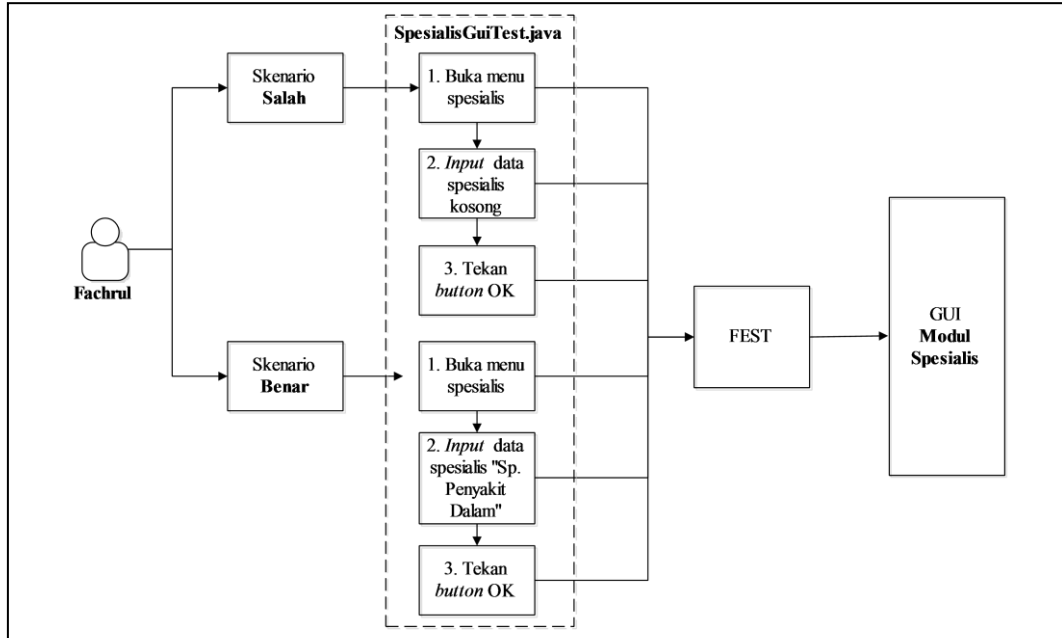 SpesialisGuiTest.java
Skenario
Salah
1. Buka menu
spesialis
2. Input data
spesialis
kosong
3. Tekan
button OK
Fachrul
Skenario
Benar
1. Buka menu
spesialis
2. Input data
spesialis "Sp.
Penyakit
Dalam"
3. Tekan
button OK
FEST
GUI
Modul
Spesialis